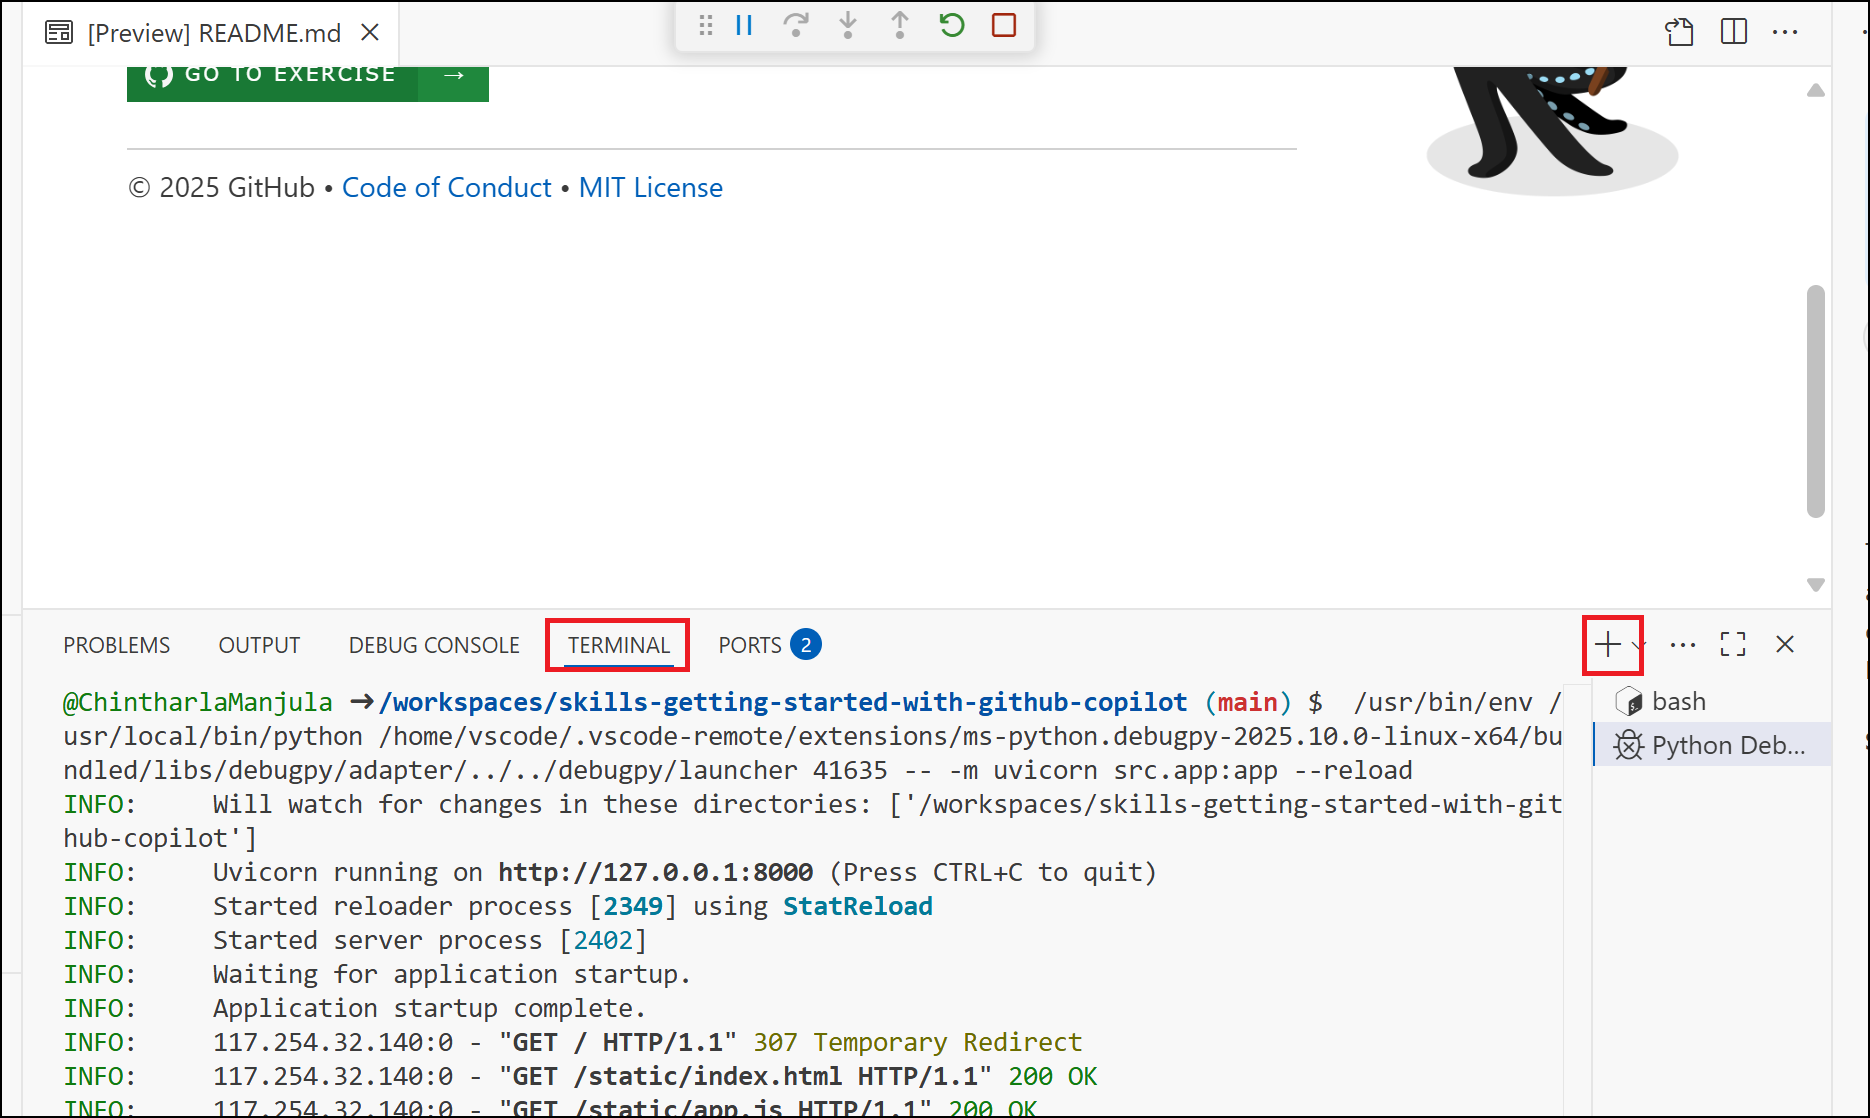 [Preview] README.md
GO TO EXERCISE →
© 2025 GitHub • Code of Conduct • MIT License
PROBLEMS OUTPUT DEBUG CONSOLE TERMINAL PORTS 2
@ChintharlaManjula ➜/workspaces/skills-getting-started-with-github-copilot (main) $  /usr/bin/env /
usr/local/bin/python /home/vscode/.vscode-remote/extensions/ms-python.debugpy-2025.10.0-linux-x64/bu
ndled/libs/debugpy/adapter/../../debugpy/launcher 41635 -- -m uvicorn src.app:app --reload
INFO:     Will watch for changes in these directories: ['/workspaces/skills-getting-started-with-git
hub-copilot']
INFO:     Uvicorn running on http://127.0.0.1:8000 (Press CTRL+C to quit)
INFO:     Started reloader process [2349] using StatReload
INFO:     Started server process [2402]
INFO:     Waiting for application startup.
INFO:     Application startup complete.
INFO:     117.254.32.140:0 - "GET / HTTP/1.1" 307 Temporary Redirect
INFO:     117.254.32.140:0 - "GET /static/index.html HTTP/1.1" 200 OK
INFO:     117.254.32.140:0 - "GET /static/app.js HTTP/1.1" 200 OK
bash
Python Deb...